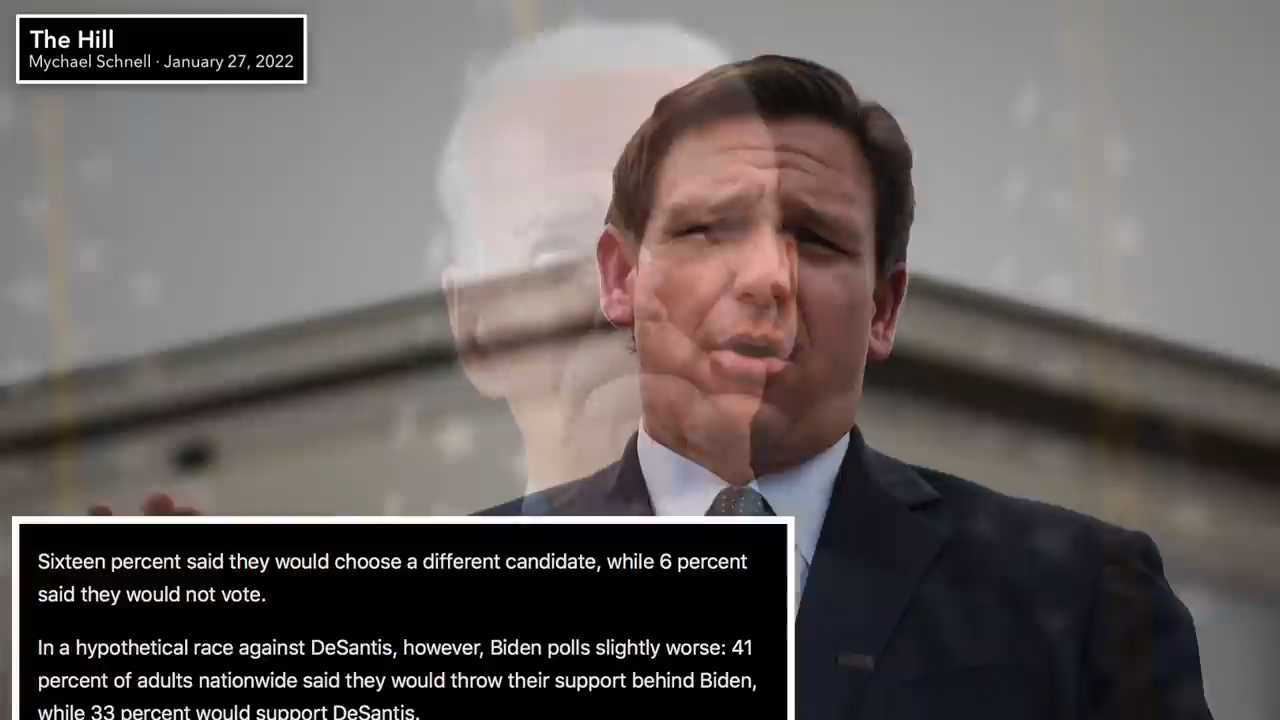 The Hill
Mychael Schnell · January 27, 2022
Sixteen percent said they would choose a different candidate, while 6 percent
said they would not vote.
In a hypothetical race against DeSantis, however, Biden polls slightly worse: 41
percent of adults nationwide said they would throw their support behind Biden,
while 33 percent would support DeSantis.